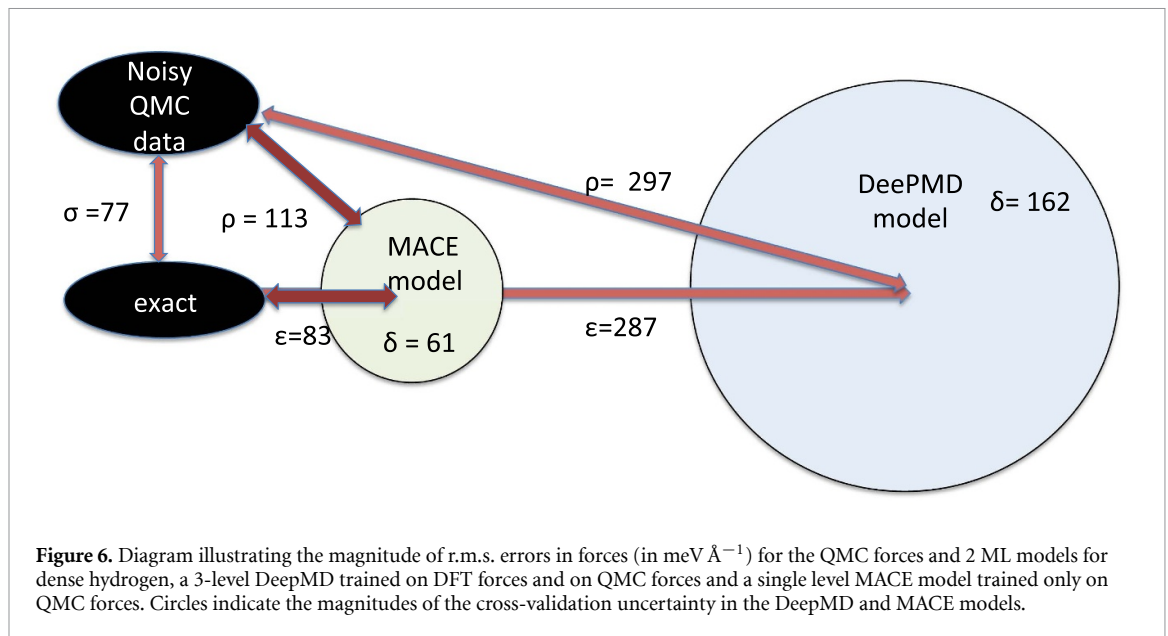 Noisy
QMC
data
σ =77
exact
ρ = 113
ε=83
MACE
model
δ = 61
ρ= 297
ε=287
DeePMD
model
δ= 162
Figure 6. Diagram illustrating the magnitude of r.m.s. errors in forces (in meV Å⁻¹) for the QMC forces and 2 ML models for
dense hydrogen, a 3-level DeepMD trained on DFT forces and on QMC forces and a single level MACE model trained only on
QMC forces. Circles indicate the magnitudes of the cross-validation uncertainty in the DeepMD and MACE models.